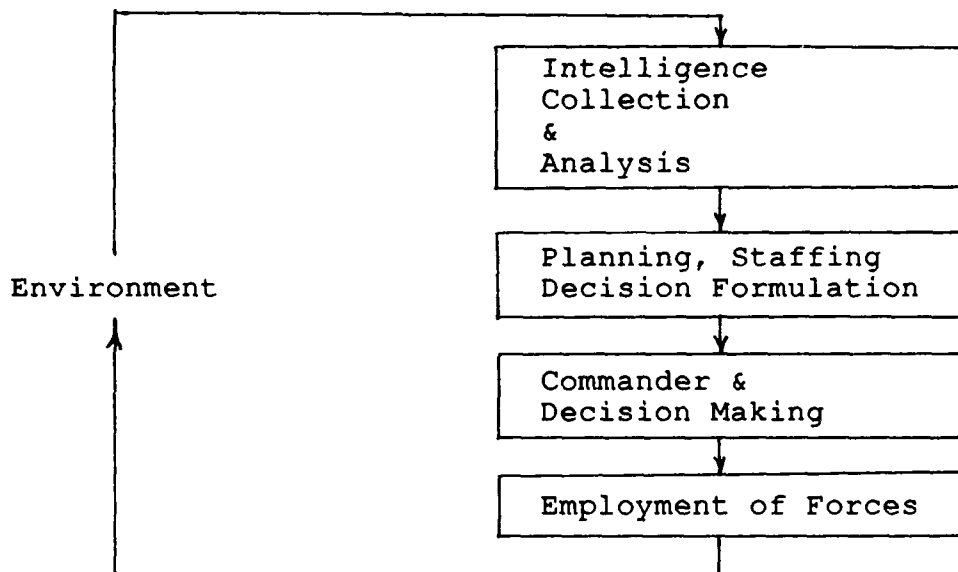 Intelligence
Collection
&
Analysis
Planning, Staffing
Decision Formulation
Environment
Commander &
Decision Making
Employment of Forces